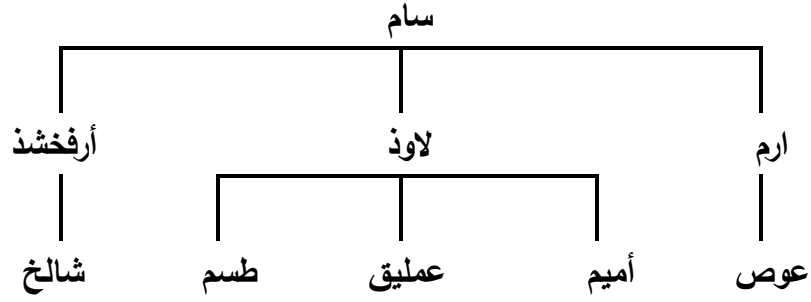 سام
ارم لاوذ أرفخشذ
عوص أميم عمليق طسم شالخ